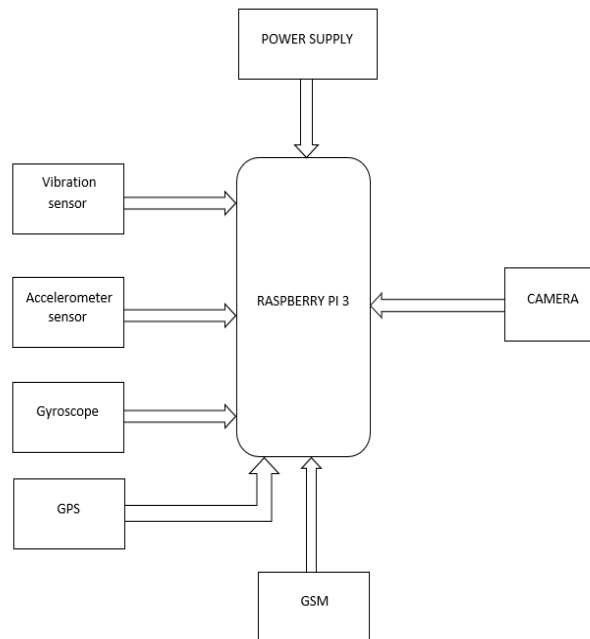 POWER SUPPLY
Vibration
sensor
Accelerometer
sensor
RASPBERRY PI 3
CAMERA
Gyroscope
GPS
GSM